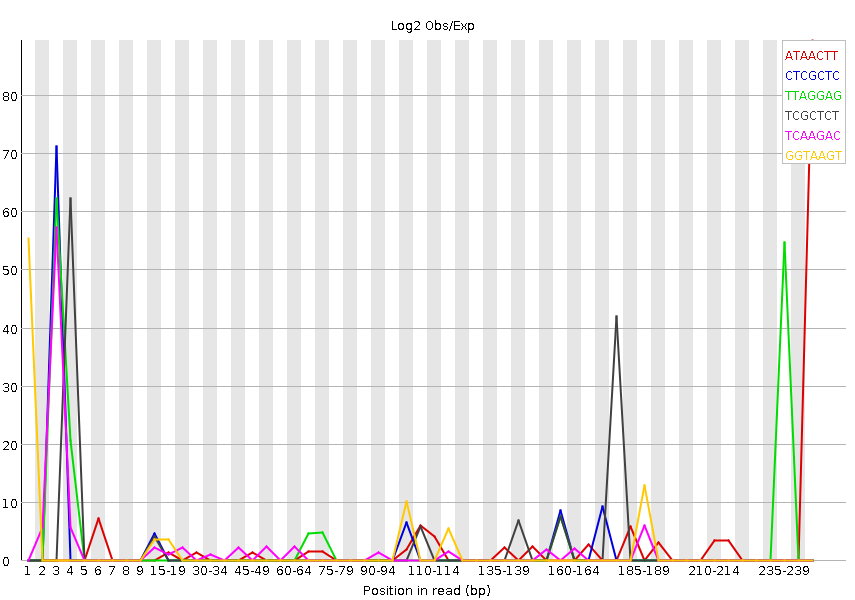 Log2 Obs/Exp
ATAACTT
CTCGCTC
TTAGGAG
TCGCTCT
TCAAGAC
GGTAAGT
80
70
60
50
40
30
20
10
0
1 2 3 4 5 6 7 8 9 15-19 30-34 45-49 60-64 75-79 90-94 110-114 135-139 160-164 185-189 210-214 235-239
Position in read (bp)